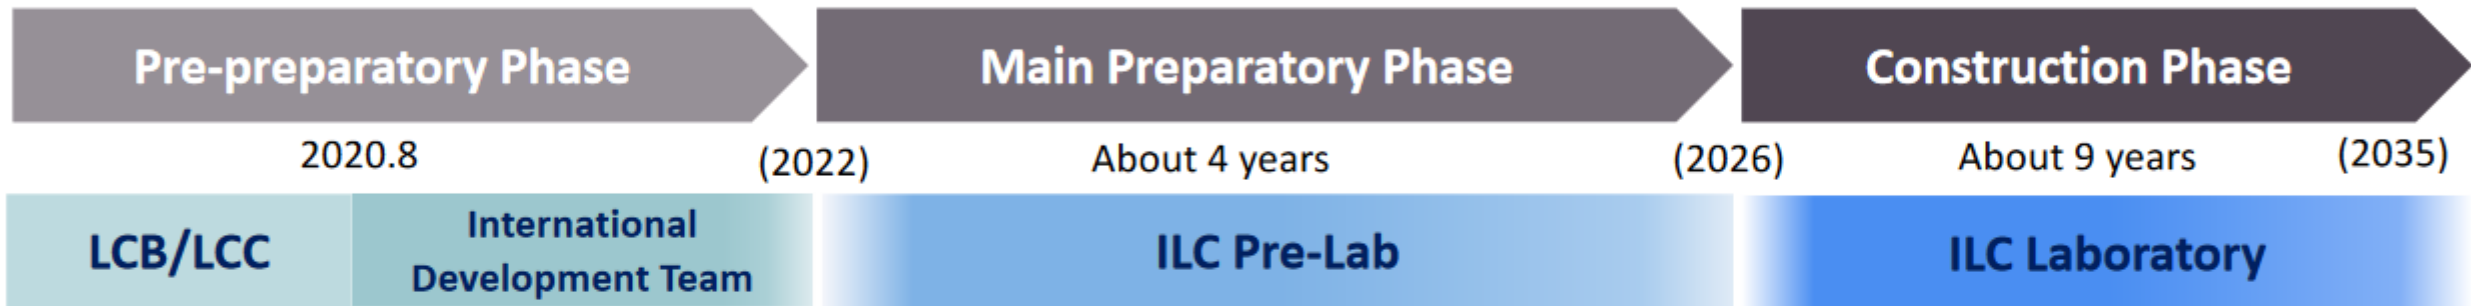 Pre-preparatory Phase
Main Preparatory Phase
Construction Phase
2020.8
(2022)
About 4 years
(2026)
About 9 years
(2035)
LCB/LCC
International
Development Team
ILC Pre-Lab
ILC Laboratory